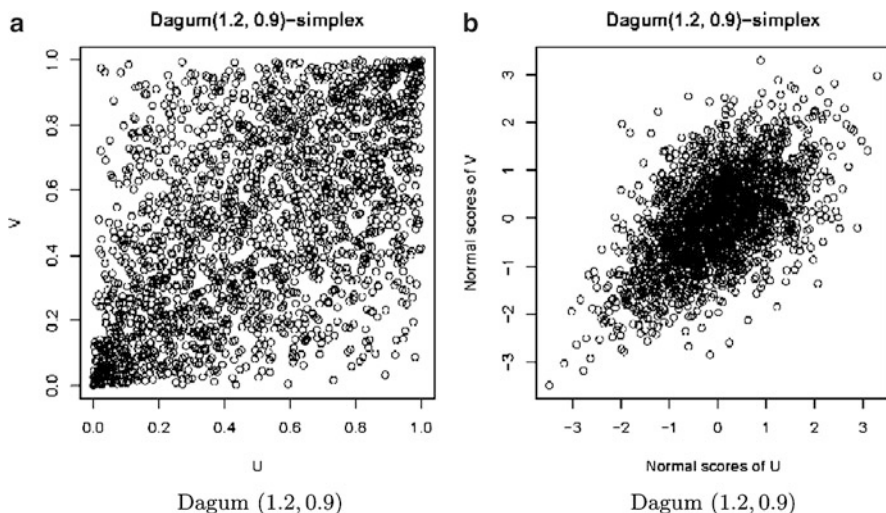 a
Dagum(1.2, 0.9)-simplex
1.0
0.8
0.6
0.4
0.2
0.0
V
0.0 0.2 0.4 0.6 0.8 1.0
U
Dagum (1.2, 0.9)
b
Dagum(1.2, 0.9)-simplex
3
2
1
0
−1
−2
−3
Normal scores of V
−3 −2 −1 0 1 2 3
Normal scores of U
Dagum (1.2, 0.9)